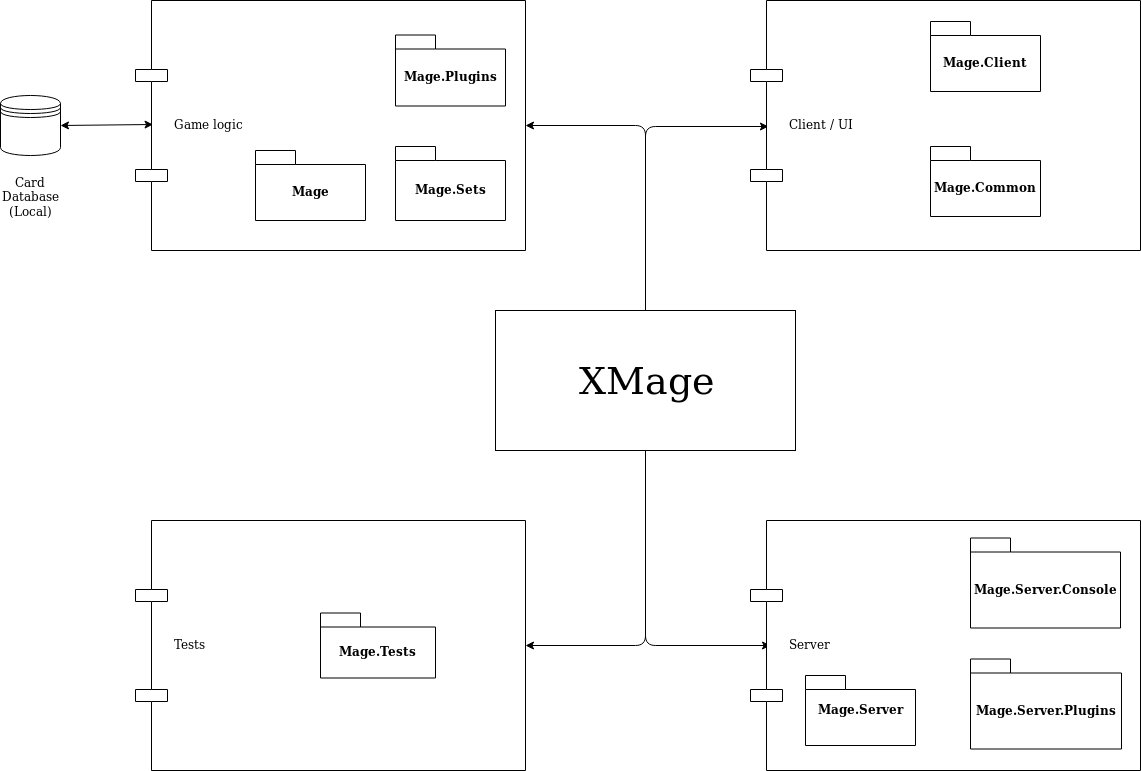 Mage.Plugins
Game logic
Mage
Mage.Sets
Card
Database
(Local)
Mage.Client
Client / UI
Mage.Common
XMage
Tests
Mage.Tests
Mage.Server.Console
Server
Mage.Server
Mage.Server.Plugins